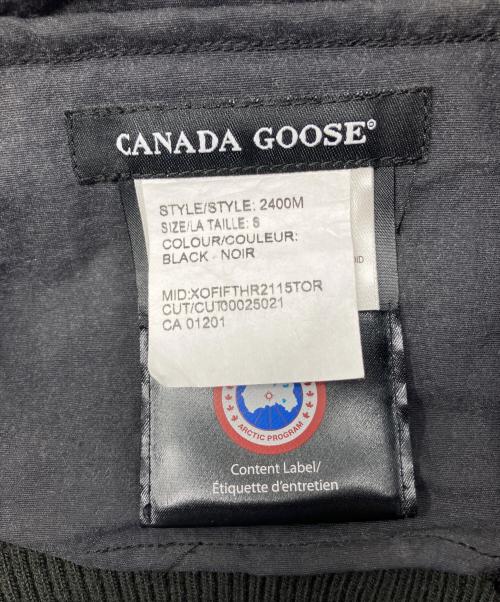 CANADA GOOSE®
STYLE/STYLE: 2400M
SIZE/LA TAILLE: S
COLOUR/COULEUR:
BLACK - NOIR
MID:XOFIFTHR2115TOR
CUT/CUT00025021
CA 01201
ARCTIC PROGRAM
Content Label/
Étiquette d'entretien